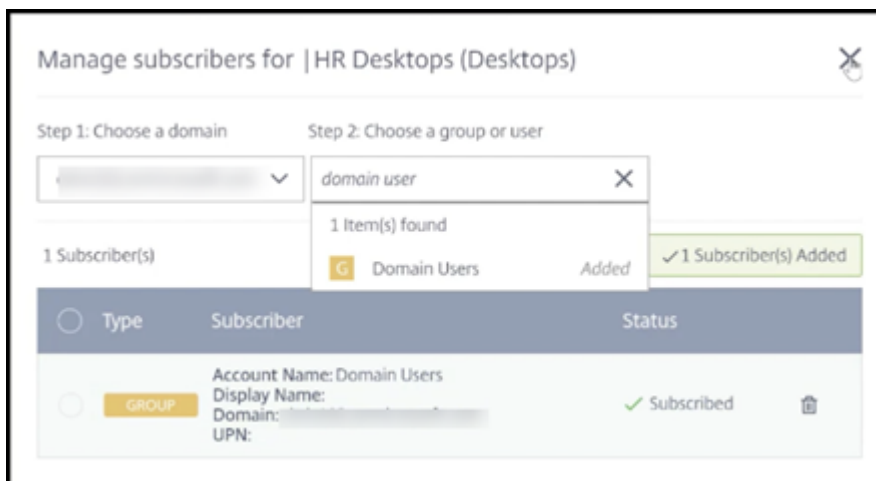 Manage subscribers for |HR Desktops (Desktops)
Step 1: Choose a domain
Step 2: Choose a group or user
domain user
1 Item(s) found
G Domain Users Added
1 Subscriber(s)
1 Subscriber(s) Added
Type Subscriber Status
GROUP
Account Name: Domain Users
Display Name:
Domain:
UPN:
Subscribed